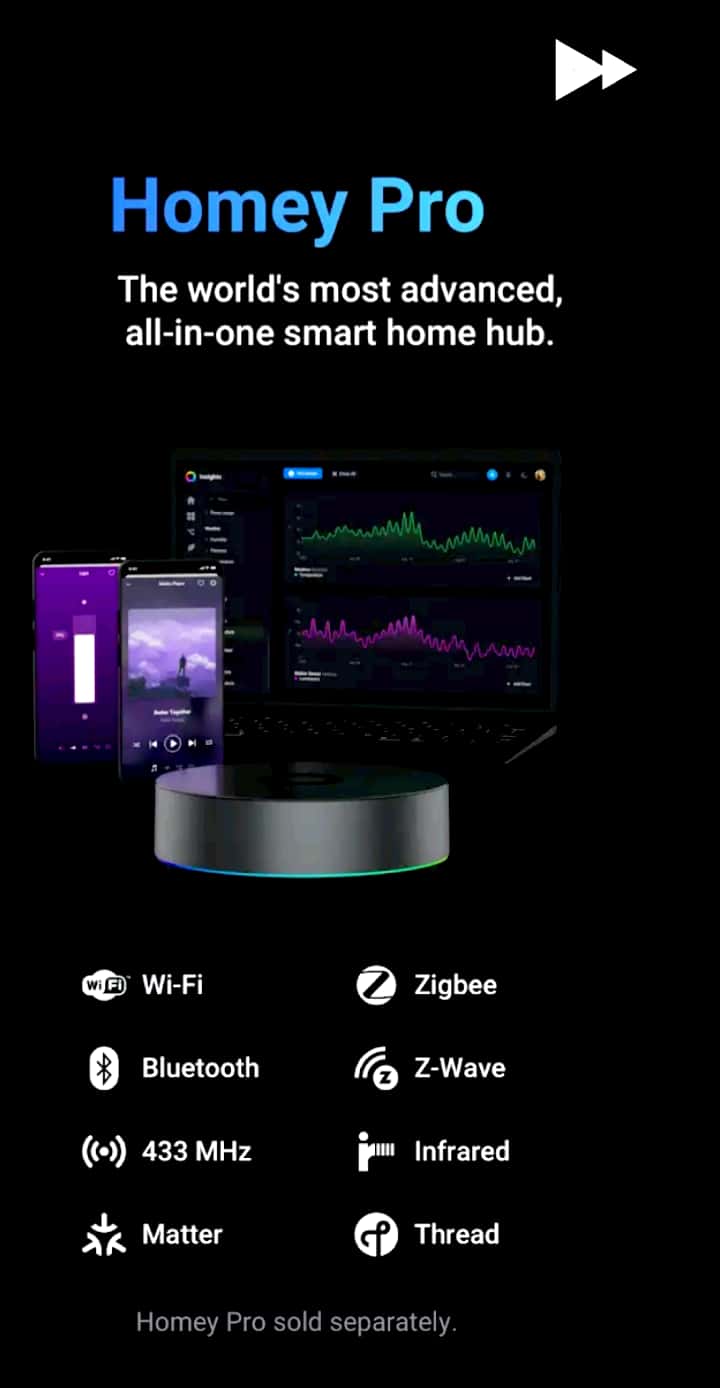 Homey Pro
The world's most advanced,
all-in-one smart home hub.
Insights
Wi-Fi
Zigbee
Bluetooth
Z-Wave
433 MHz
Infrared
Matter
Thread
Homey Pro sold separately.